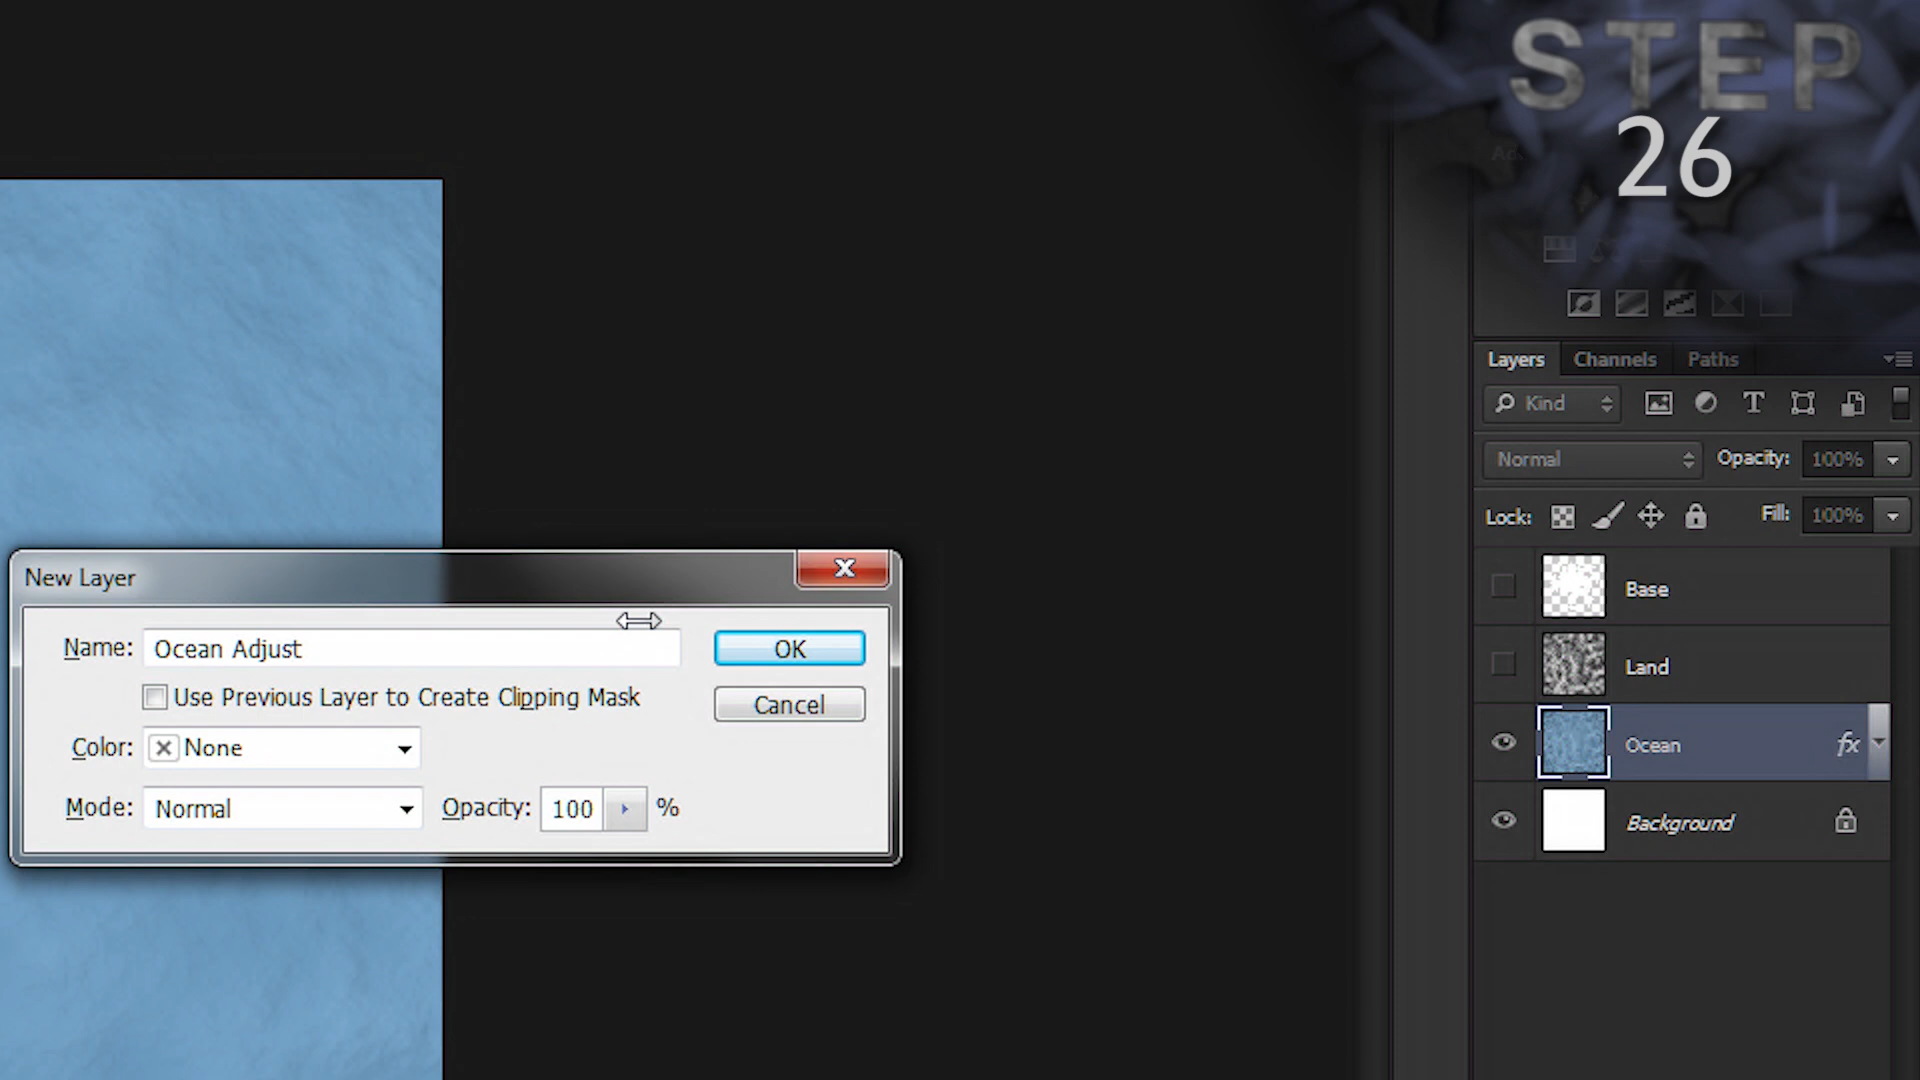 STEP
26
Layers Channels Paths
Kind
Normal Opacity: 100%
Lock: Fill: 100%
Base
Land
Ocean fx
Background
New Layer
Name: Ocean Adjust OK
Use Previous Layer to Create Clipping Mask Cancel
Color: None
Mode: Normal Opacity: 100 %